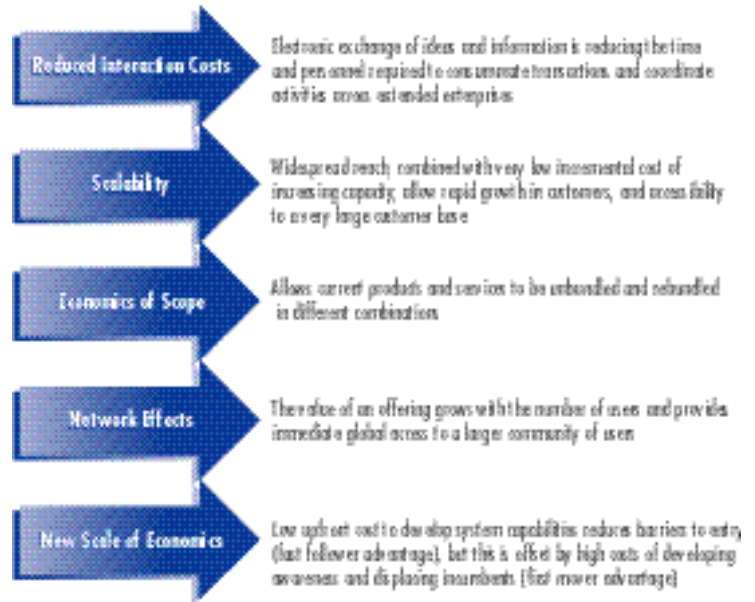 Reduced Interaction Costs
Electronic exchange of ideas and information is reducing the time
and personnel required to consummate transactions and coordinate
activities across extended enterprises
Scalability
Widespread reach, combined with very low incremental cost of
increasing capacity, allow rapid growth in customers, and accessibility
to a very large customer base
Economics of Scope
Allows current products and services to be unbundled and rebundled
in different combinations
Network Effects
The value of an offering grows with the number of users and provides
immediate global access to a larger community of users
New Scale of Economics
Low upfront cost to develop system capabilities reduces barriers to entry
(fast follower advantage), but this is offset by high costs of developing
awareness and displacing incumbents (first mover advantage)